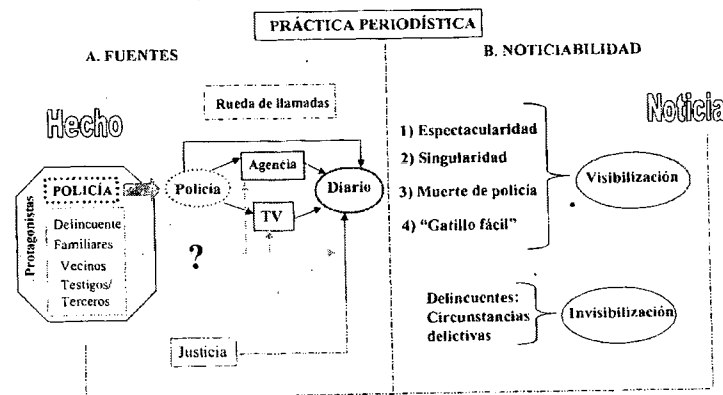 PRÁCTICA PERIODÍSTICA
A. FUENTES
B. NOTICIABILIDAD
Hecho
Noticia
Rueda de llamadas
Protagonistas
POLICÍA
Delincuente
Familiares
Vecinos
Testigos/
Terceros
Policía
Agencia
TV
Diario
?
Justicia
1) Espectacularidad
2) Singularidad
3) Muerte de policía
4) “Gatillo fácil”
Visibilización
Delincuentes:
Circunstancias
delictivas
Invisibilización